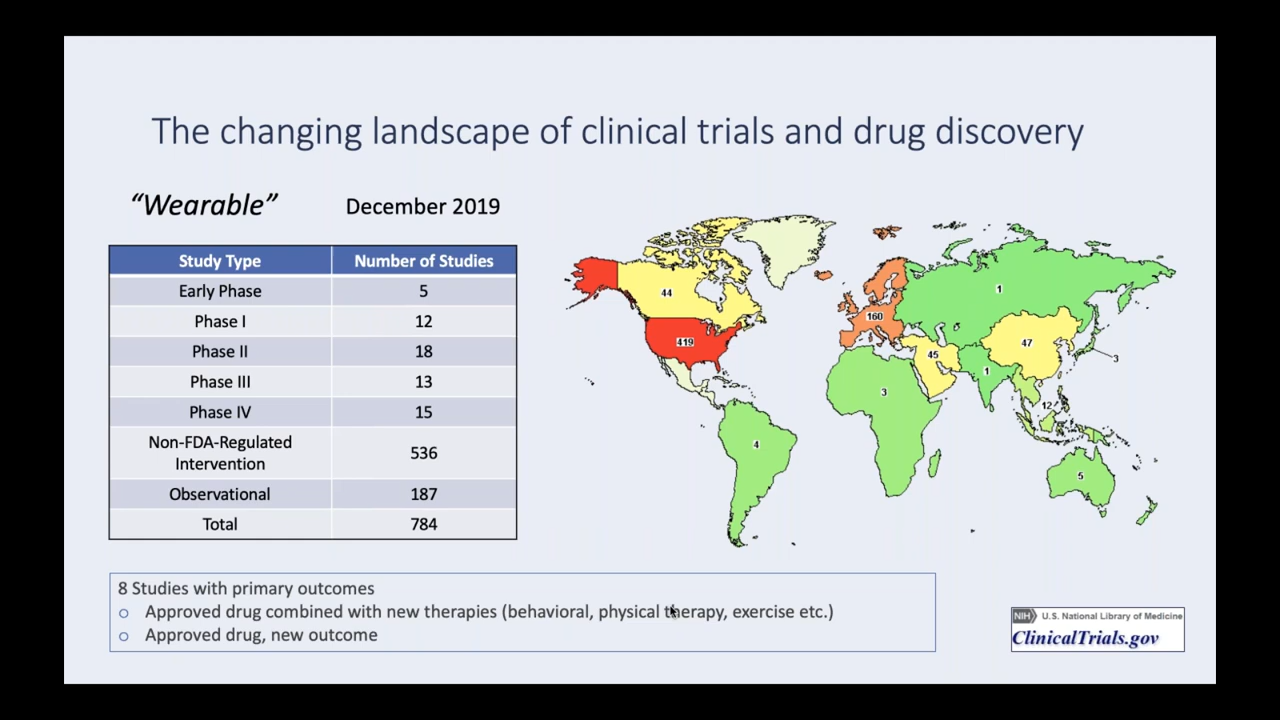 The changing landscape of clinical trials and drug discovery
“Wearable”
December 2019
Study Type Number of Studies
Early Phase 5
Phase I 12
Phase II 18
Phase III 13
Phase IV 15
Non-FDA-Regulated
Intervention 536
Observational 187
Total 784
44
419
160
1
45
47
1
3
3
12
4
5
8 Studies with primary outcomes
Approved drug combined with new therapies (behavioral, physical therapy, exercise etc.)
Approved drug, new outcome
NIH U.S. National Library of Medicine
ClinicalTrials.gov